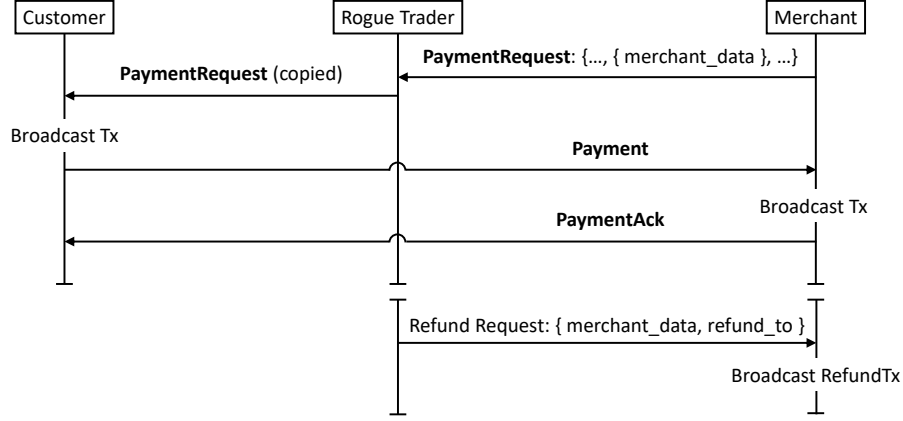 Customer
Rogue Trader
Merchant
PaymentRequest: {…, { merchant_data }, …}
PaymentRequest (copied)
Broadcast Tx
Payment
Broadcast Tx
PaymentAck
Refund Request: { merchant_data, refund_to }
Broadcast RefundTx